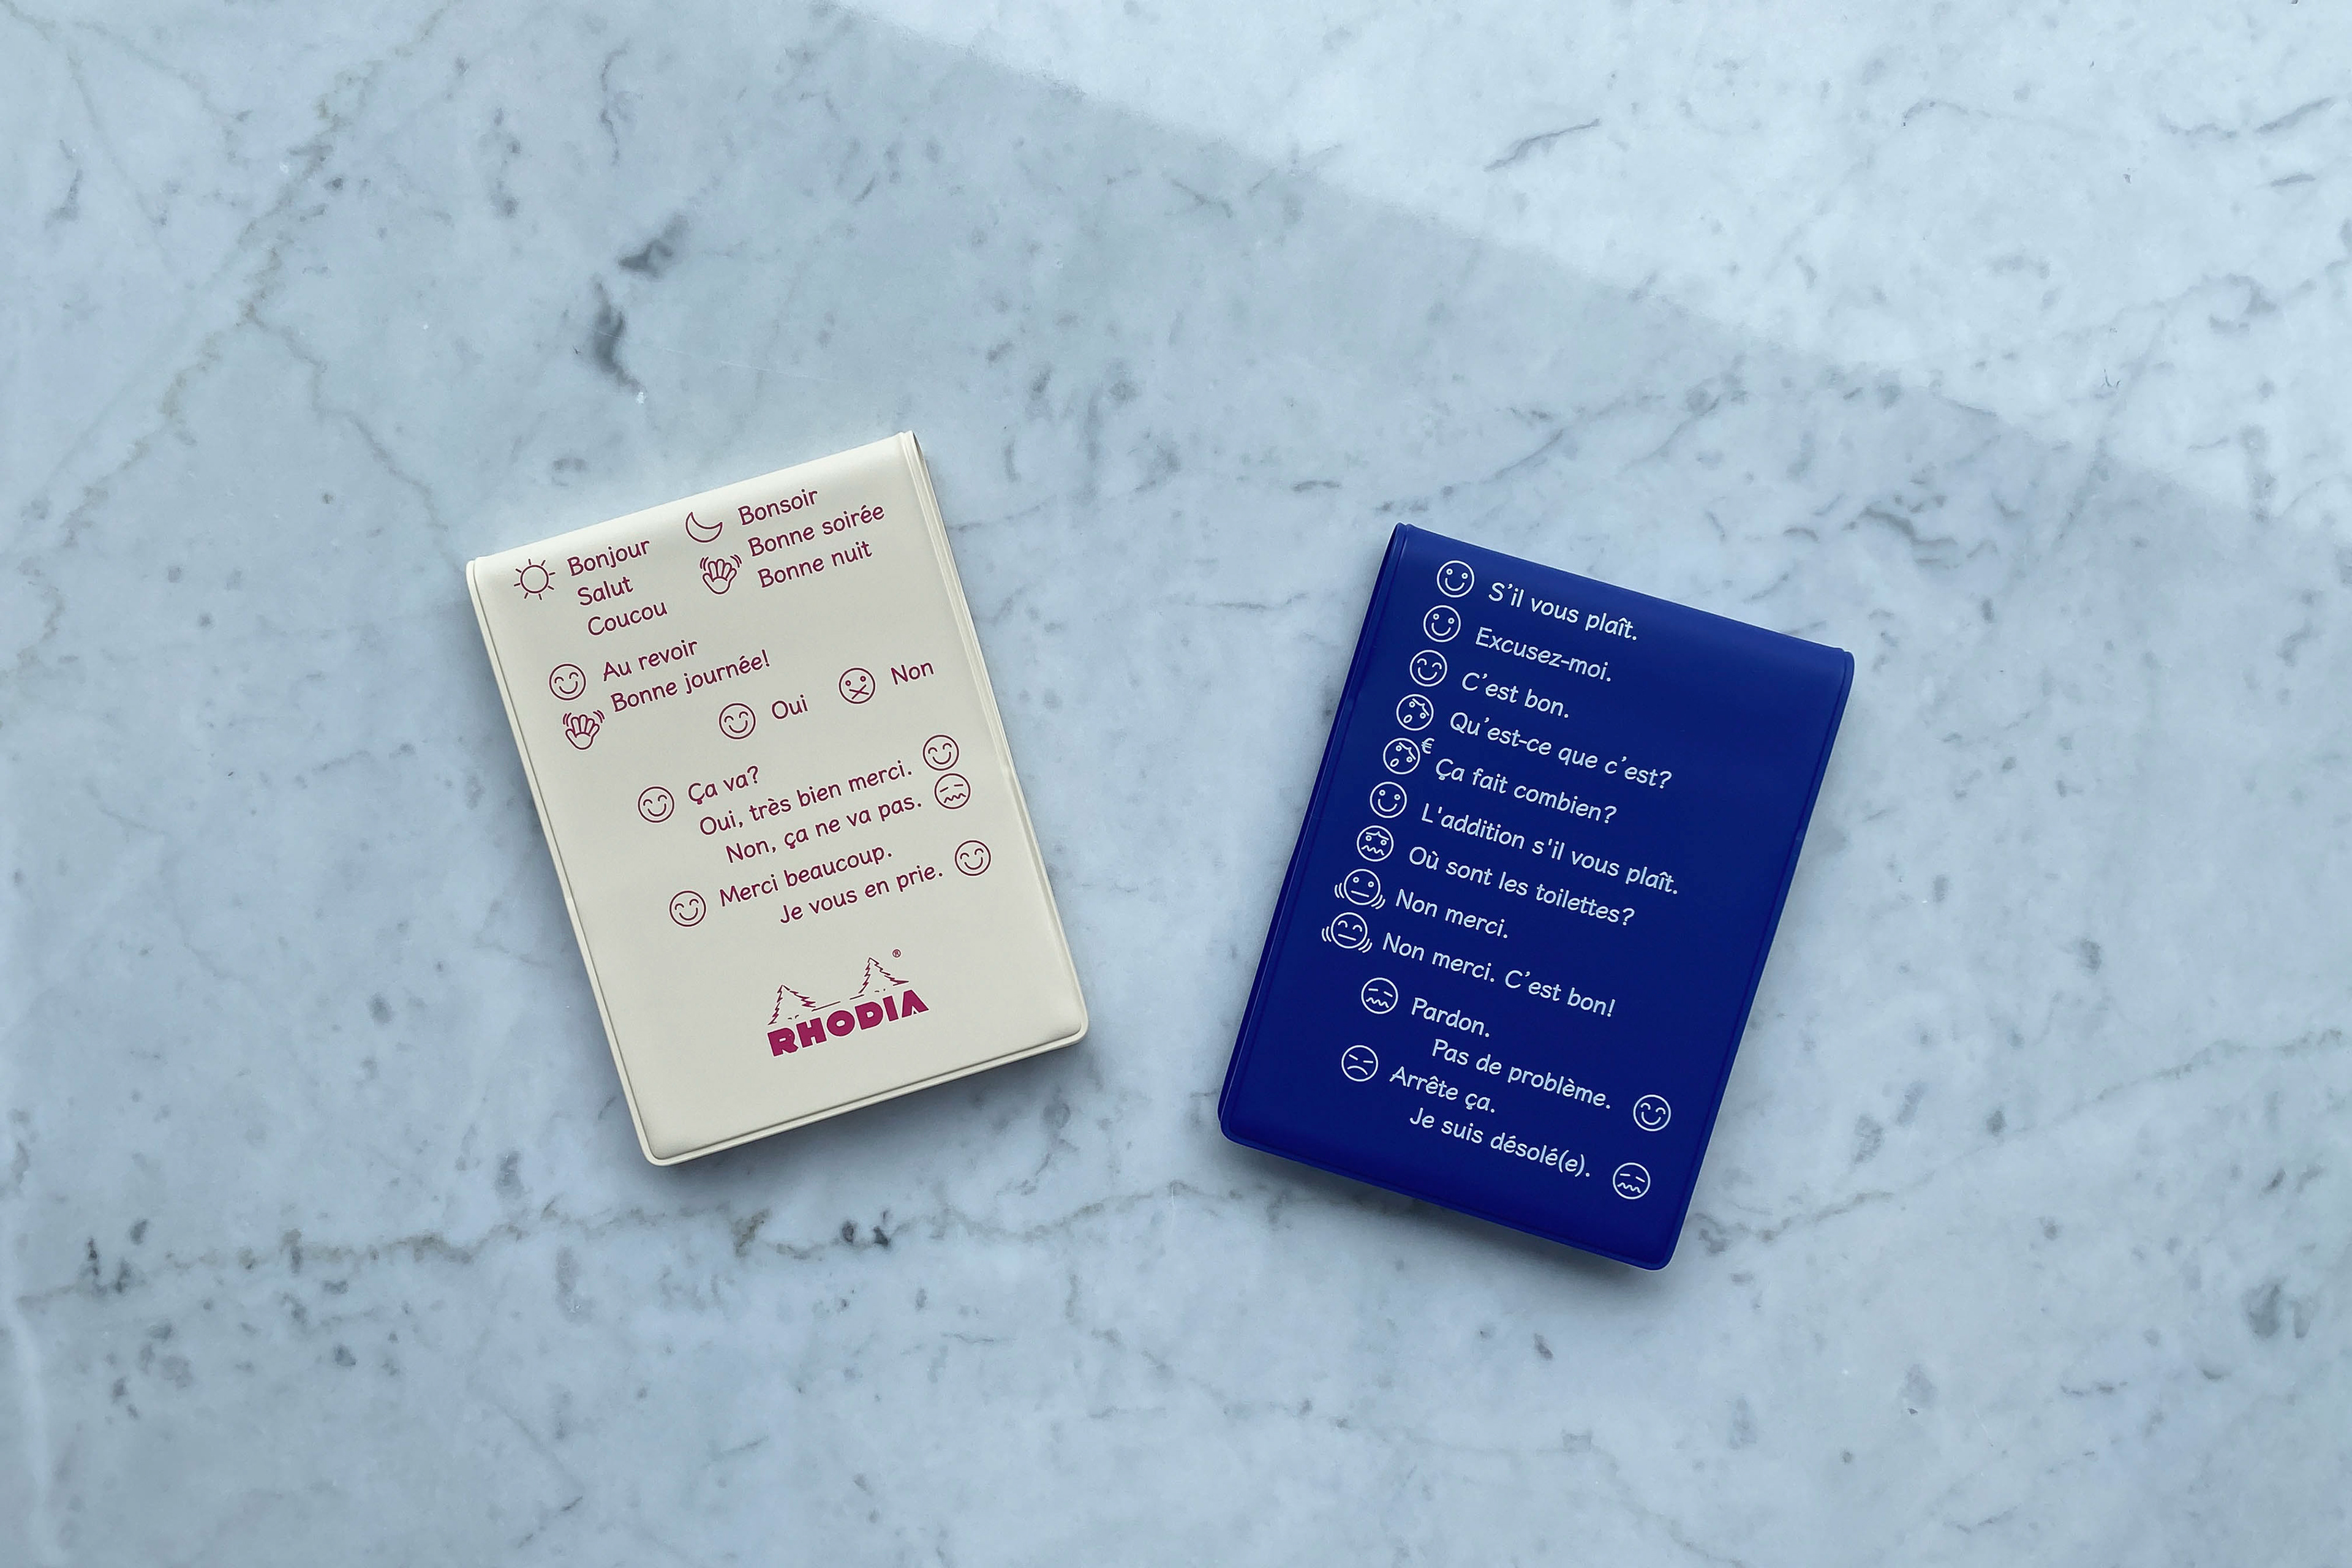 Bonjour
Salut
Coucou
Bonsoir
Bonne soirée
Bonne nuit
Au revoir
Bonne journée!
Oui
Non
Ça va?
Oui, très bien merci.
Non, ça ne va pas.
Merci beaucoup.
Je vous en prie.
®
RHODIA
S'il vous plaît.
Excusez-moi.
C'est bon.
Qu'est-ce que c'est?
€
Ça fait combien?
L'addition s'il vous plaît.
Où sont les toilettes?
Non merci.
Non merci. C'est bon!
Pardon.
Pas de problème.
Arrête ça.
Je suis désolé(e).